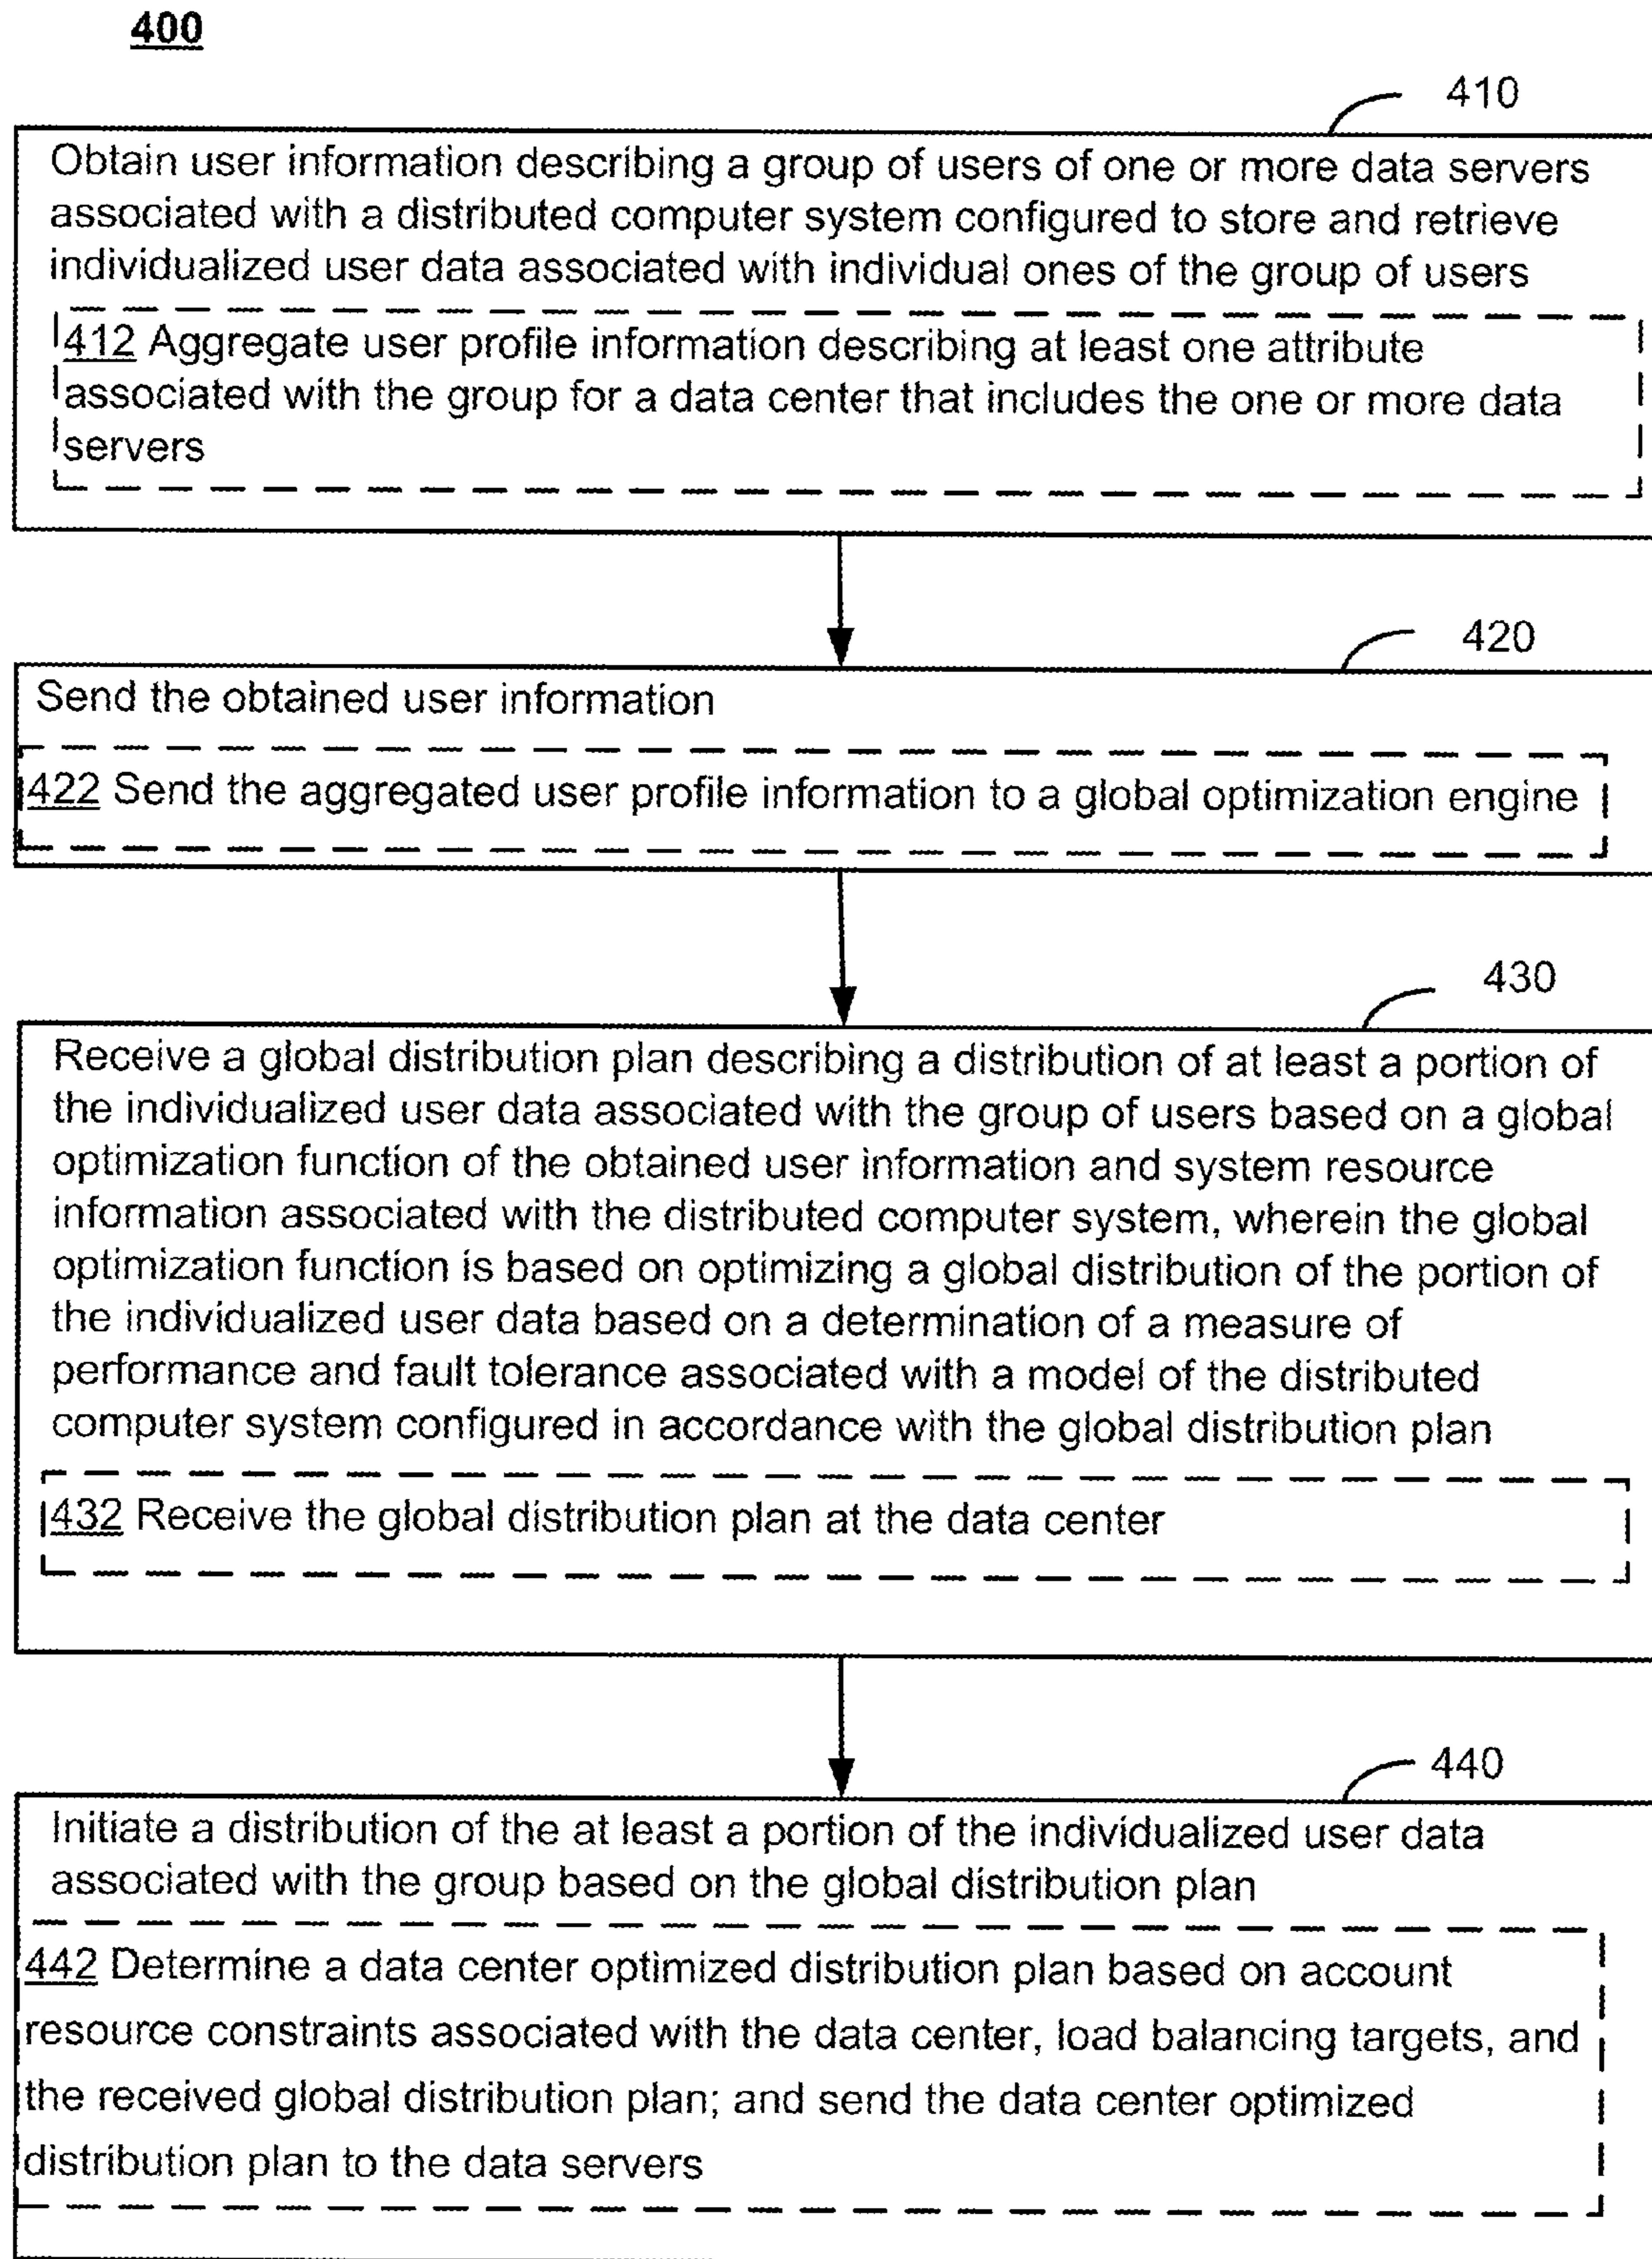 400
410
Obtain user information describing a group of users of one or more data servers
associated with a distributed computer system configured to store and retrieve
individualized user data associated with individual ones of the group of users
412 Aggregate user profile information describing at least one attribute
associated with the group for a data center that includes the one or more data
servers
420
Send the obtained user information
422 Send the aggregated user profile information to a global optimization engine
430
Receive a global distribution plan describing a distribution of at least a portion of
the individualized user data associated with the group of users based on a global
optimization function of the obtained user information and system resource
information associated with the distributed computer system, wherein the global
optimization function is based on optimizing a global distribution of the portion of
the individualized user data based on a determination of a measure of
performance and fault tolerance associated with a model of the distributed
computer system configured in accordance with the global distribution plan
432 Receive the global distribution plan at the data center
440
Initiate a distribution of the at least a portion of the individualized user data
associated with the group based on the global distribution plan
442 Determine a data center optimized distribution plan based on account
resource constraints associated with the data center, load balancing targets, and
the received global distribution plan; and send the data center optimized
distribution plan to the data servers